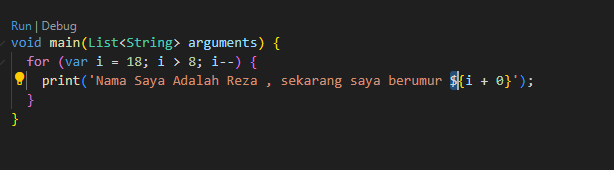 Run | Debug
void main(List<String> arguments) {
for (var i = 18; i > 8; i--) {
print('Nama Saya Adalah Reza , sekarang saya berumur ${i + 0}');
}
}